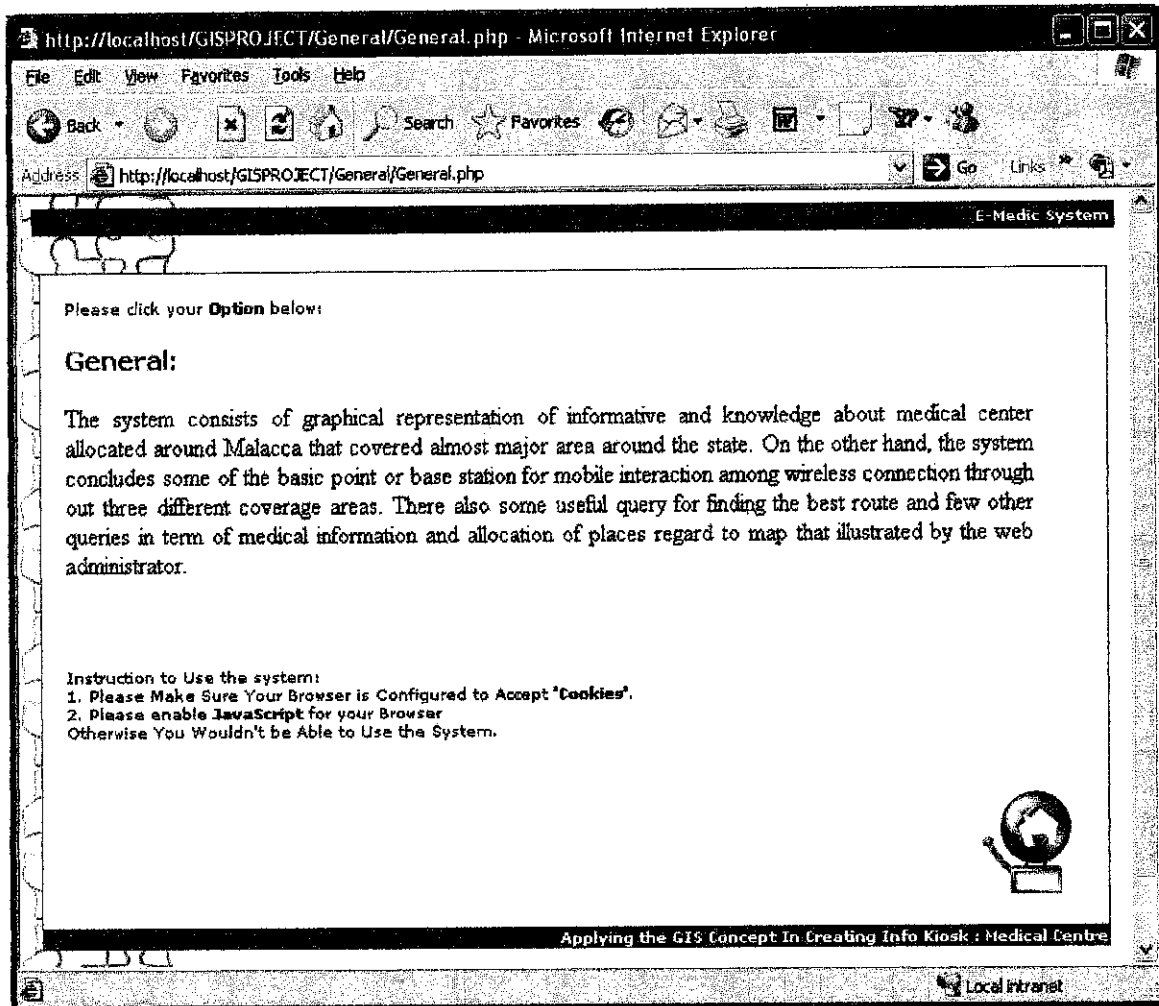 http://localhost/GISPROJECT/General/General.php - Microsoft Internet Explorer
File Edit View Favorites Tools Help
Back Search Favorites
Address http://localhost/GISPROJECT/General/General.php Go Links
E-Medic System
Please click your Option below:
General:
The system consists of graphical representation of informative and knowledge about medical center
allocated around Malacca that covered almost major area around the state. On the other hand, the system
concludes some of the basic point or base station for mobile interaction among wireless connection through
out three different coverage areas. There also some useful query for finding the best route and few other
queries in term of medical information and allocation of places regard to map that illustrated by the web
administrator.
Instruction to Use the system:
1. Please Make Sure Your Browser is Configured to Accept "Cookies".
2. Please enable JavaScript for your Browser
Otherwise You Wouldn't be Able to Use the System.
Applying the GIS Concept In Creating Info Kiosk : Medical Centre
Local intranet